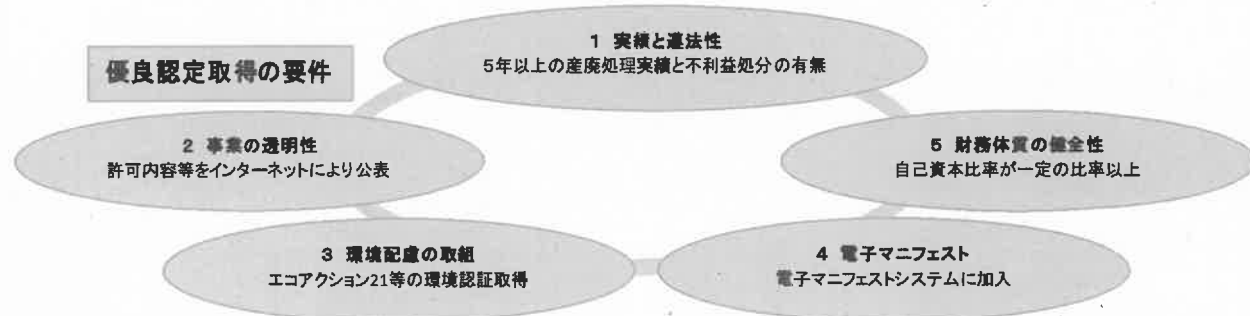 優良認定取得の要件
1 実績と遵法性
5年以上の産廃処理実績と不利益処分の有無
2 事業の透明性
許可内容等をインターネットにより公表
3 環境配慮の取組
エコアクション21等の環境認証取得
4 電子マニフェスト
電子マニフェストシステムに加入
5 財務体質の健全性
自己資本比率が一定の比率以上